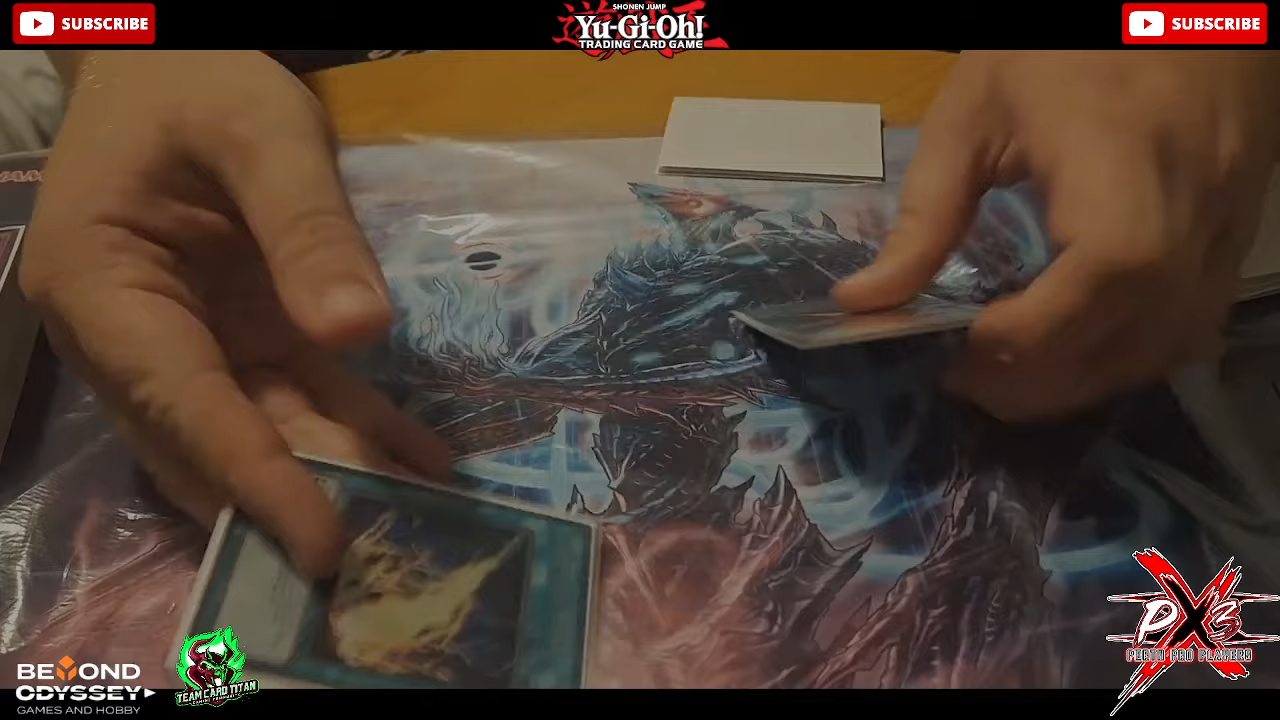 SUBSCRIBE
SHONEN JUMP
Yu-Gi-Oh!
TRADING CARD GAME
SUBSCRIBE
BEYOND
ODYSSEY
GAMES AND HOBBY
TEAM CARD TITAN
PXS
PERTH PRO PLAYERS